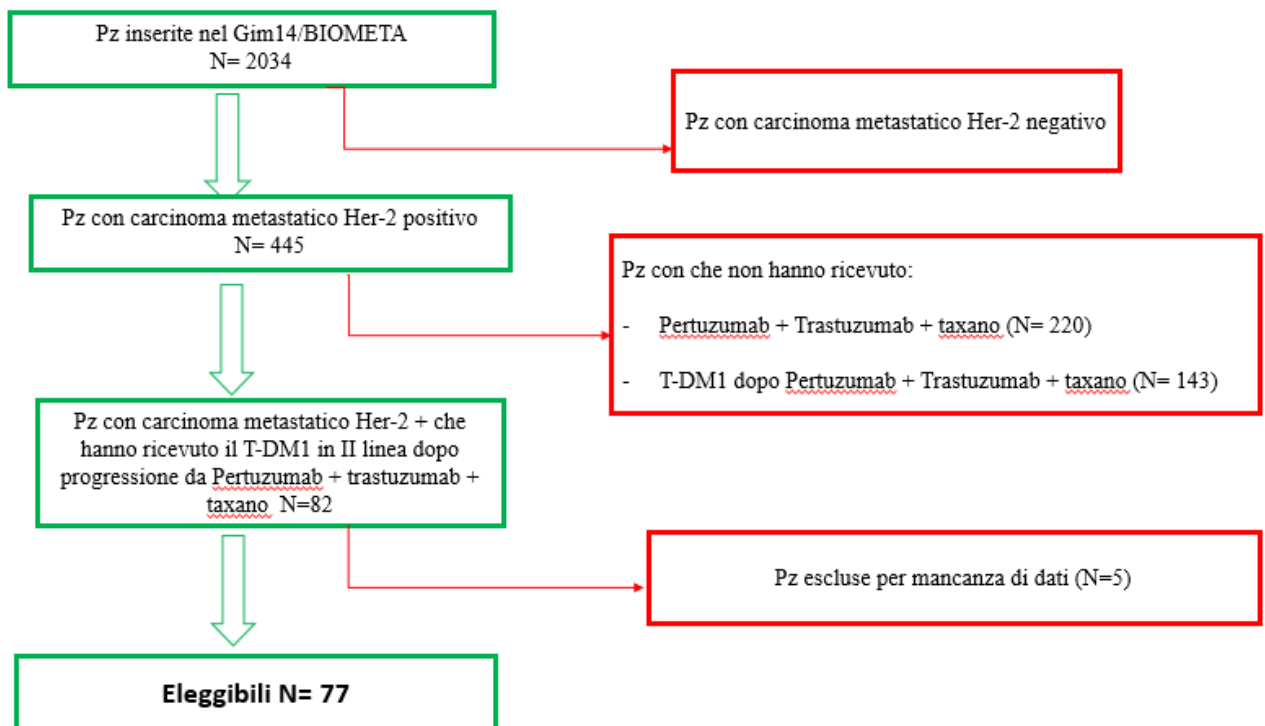 Pz inserite nel Gim14/BIOMETA
N= 2034
Pz con carcinoma metastatico Her-2 negativo
Pz con carcinoma metastatico Her-2 positivo
N= 445
Pz con che non hanno ricevuto:
- Pertuzumab + Trastuzumab + taxano (N= 220)
- T-DM1 dopo Pertuzumab + Trastuzumab + taxano (N= 143)
Pz con carcinoma metastatico Her-2 + che
hanno ricevuto il T-DM1 in II linea dopo
progressione da Pertuzumab + trastuzumab +
taxano N=82
Pz escluse per mancanza di dati (N=5)
Eleggibili N= 77